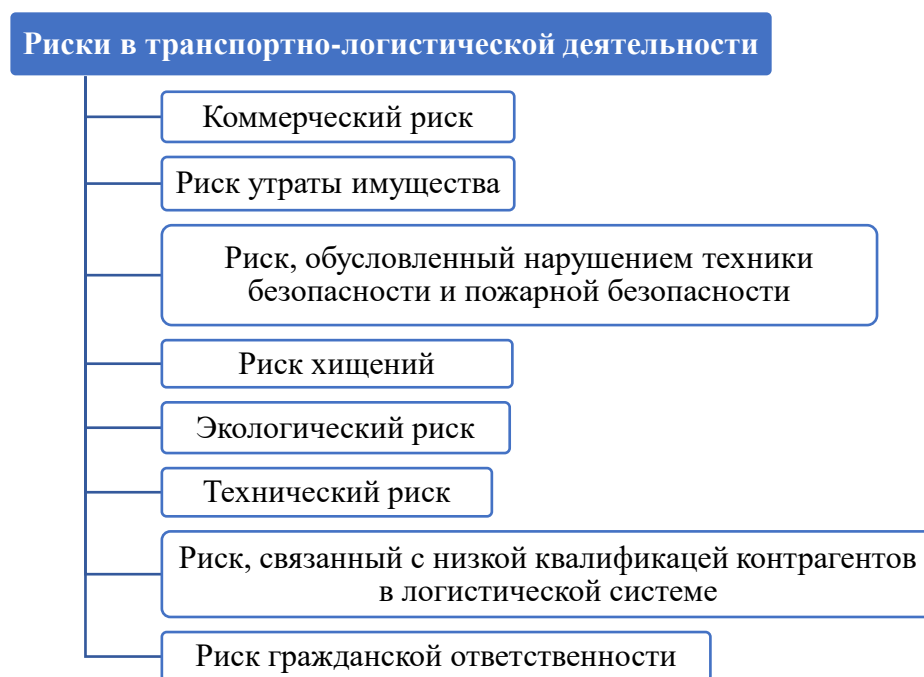 Риски в транспортно-логистической деятельности
Коммерческий риск
Риск утраты имущества
Риск, обусловленный нарушением техники
безопасности и пожарной безопасности
Риск хищений
Экологический риск
Технический риск
Риск, связанный с низкой квалификацей контрагентов
в логистической системе
Риск гражданской ответственности